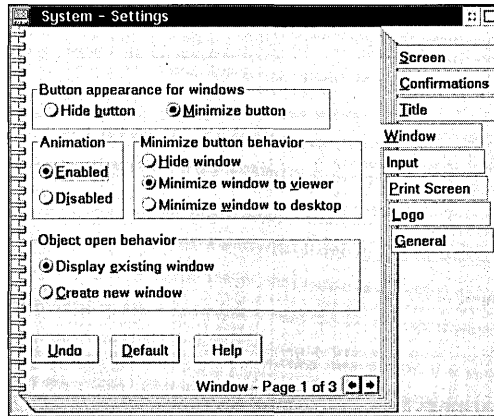 System - Settings
Screen
Confirmations
Title
Window
Input
Print Screen
Logo
General
Button appearance for windows
Hide button
Minimize button
Animation
Enabled
Disabled
Minimize button behavior
Hide window
Minimize window to viewer
Minimize window to desktop
Object open behavior
Display existing window
Create new window
Undo
Default
Help
Window - Page 1 of 3